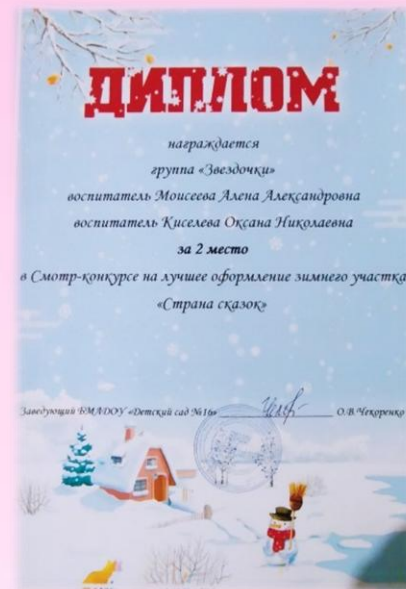 ДИПЛОМ
награждается
группа «Звездочки»
воспитатель Моисеева Алена Александровна
воспитатель Киселева Оксана Николаевна
за 2 место
в Смотр-конкурсе на лучшее оформление зимнего участка
«Страна сказок»
Заведующий БМАДОУ «Детский сад №16» О.В.Чекоренко